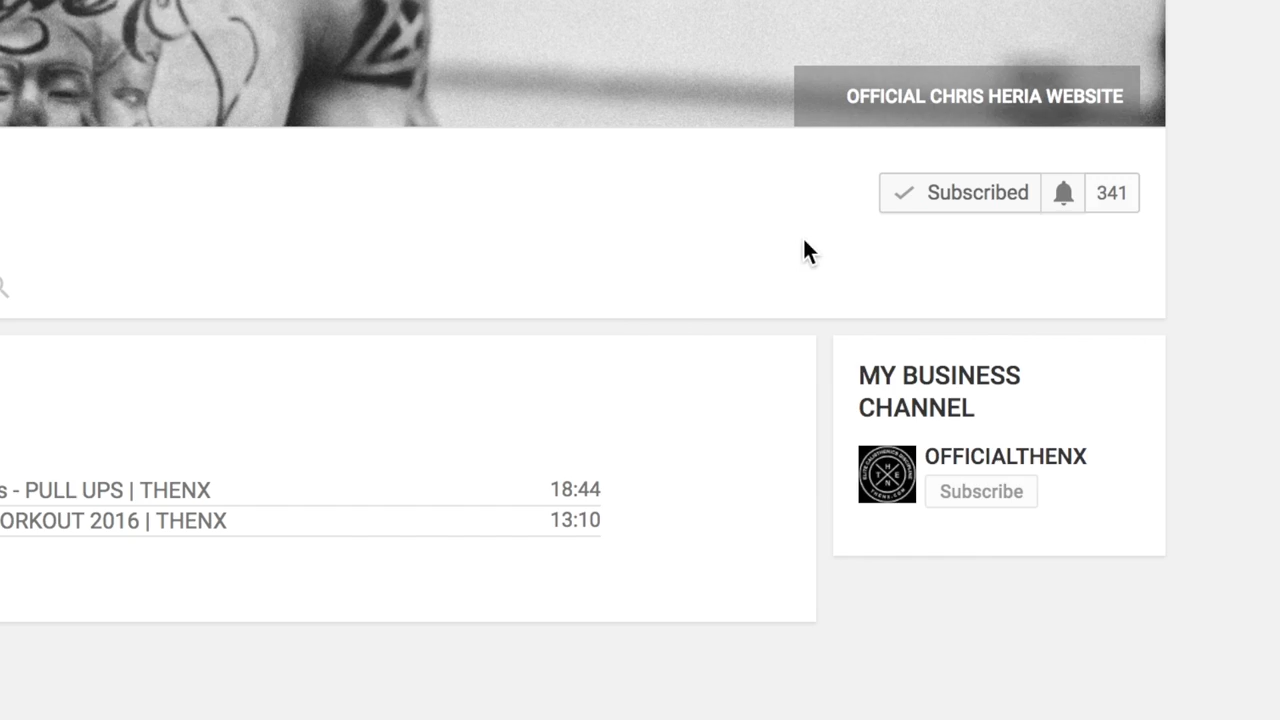 OFFICIAL CHRIS HERIA WEBSITE
Subscribed 341
MY BUSINESS
CHANNEL
OFFICIALTHENX
Subscribe
s - PULL UPS | THENX 18:44
ORKOUT 2016 | THENX 13:10